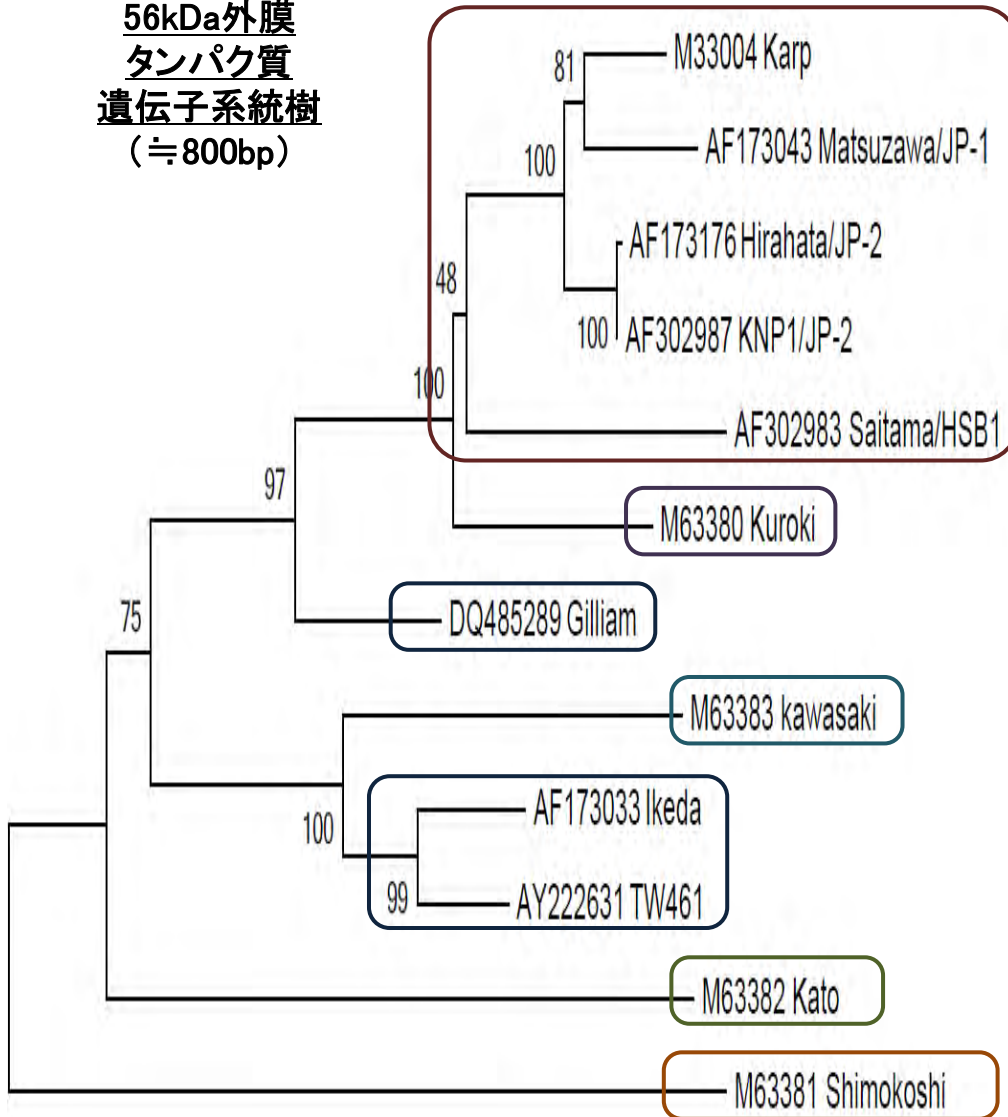 56kDa外膜
タンパク質
遺伝子系統樹
(≒800bp)
M33004 Karp
81
AF173043 Matsuzawa/JP-1
100
AF173176 Hirahata/JP-2
48
100
AF302987 KNP1/JP-2
100
AF302983 Saitama/HSB1
97
M63380 Kuroki
75
DQ485289 Gilliam
M63383 kawasaki
AF173033 Ikeda
100
99
AY222631 TW461
M63382 Kato
M63381 Shimokoshi